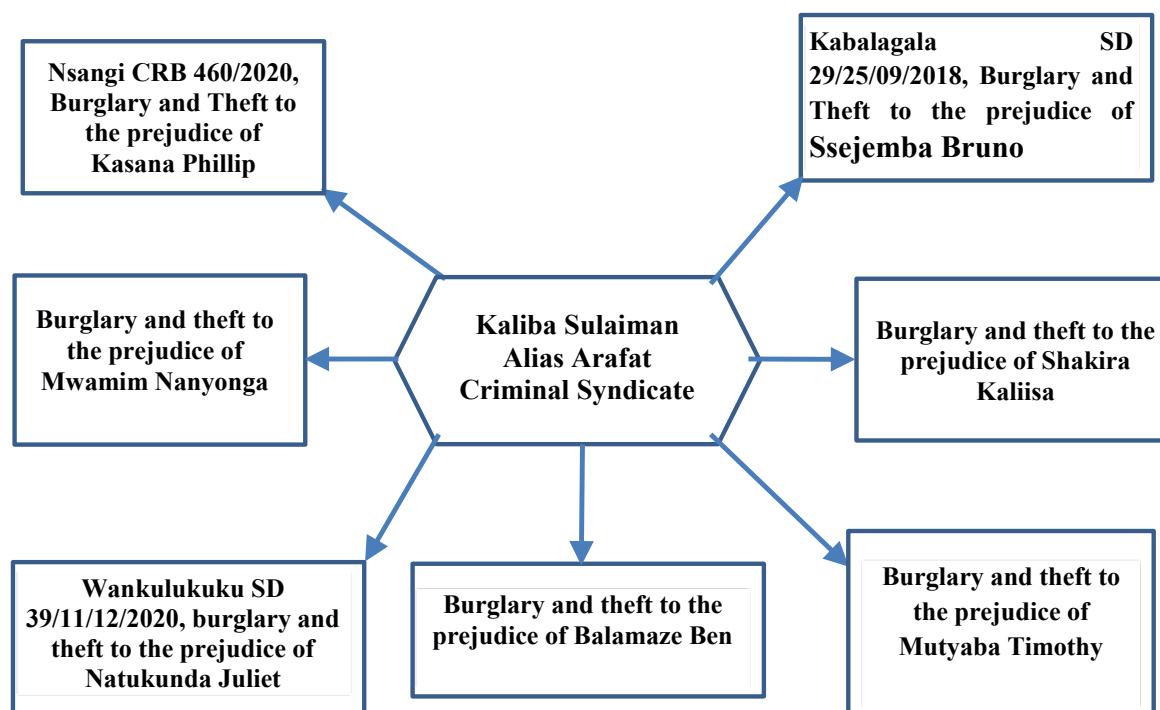 Nsangi CRB 460/2020,
Burglary and Theft to
the prejudice of
Kasana Phillip
Kabalagala SD
29/25/09/2018, Burglary and
Theft to the prejudice of
Ssejemba Bruno
Burglary and theft to
the prejudice of
Mwamim Nanyonga
Kaliba Sulaiman
Alias Arafat
Criminal Syndicate
Burglary and theft to the
prejudice of Shakira
Kaliisa
Wankulukuku SD
39/11/12/2020, burglary and
theft to the prejudice of
Natukunda Juliet
Burglary and theft to the
prejudice of Balamaze Ben
Burglary and theft to
the prejudice of
Mutyaba Timothy